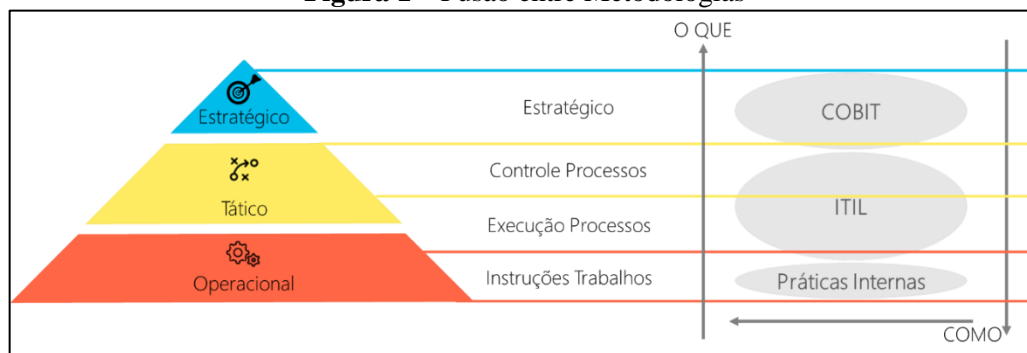 Figura 1 – Fusão entre Metodologias
O QUE
Estratégico
Estratégico
COBIT
Controle Processos
Tático
ITIL
Execução Processos
Operacional
Instruções Trabalhos
Práticas Internas
COMO